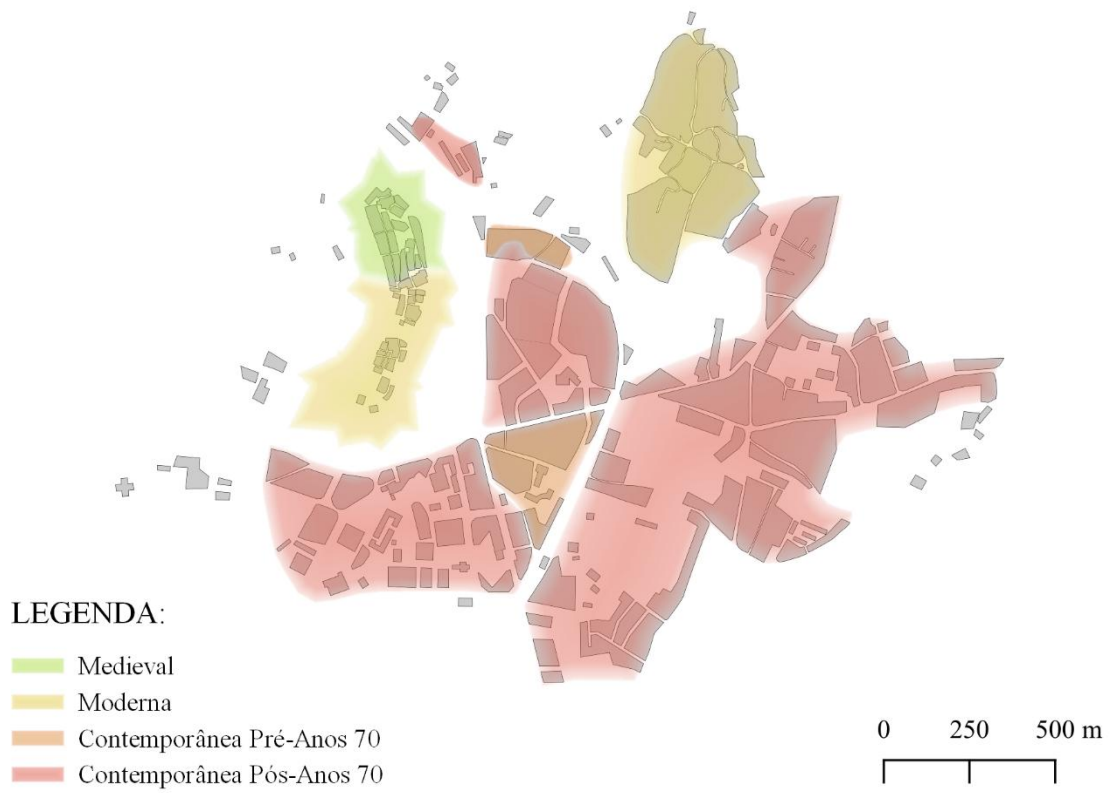 LEGENDA:
Medieval
Moderna
Contemporânea Pré-Anos 70
Contemporânea Pós-Anos 70
0 250 500 m